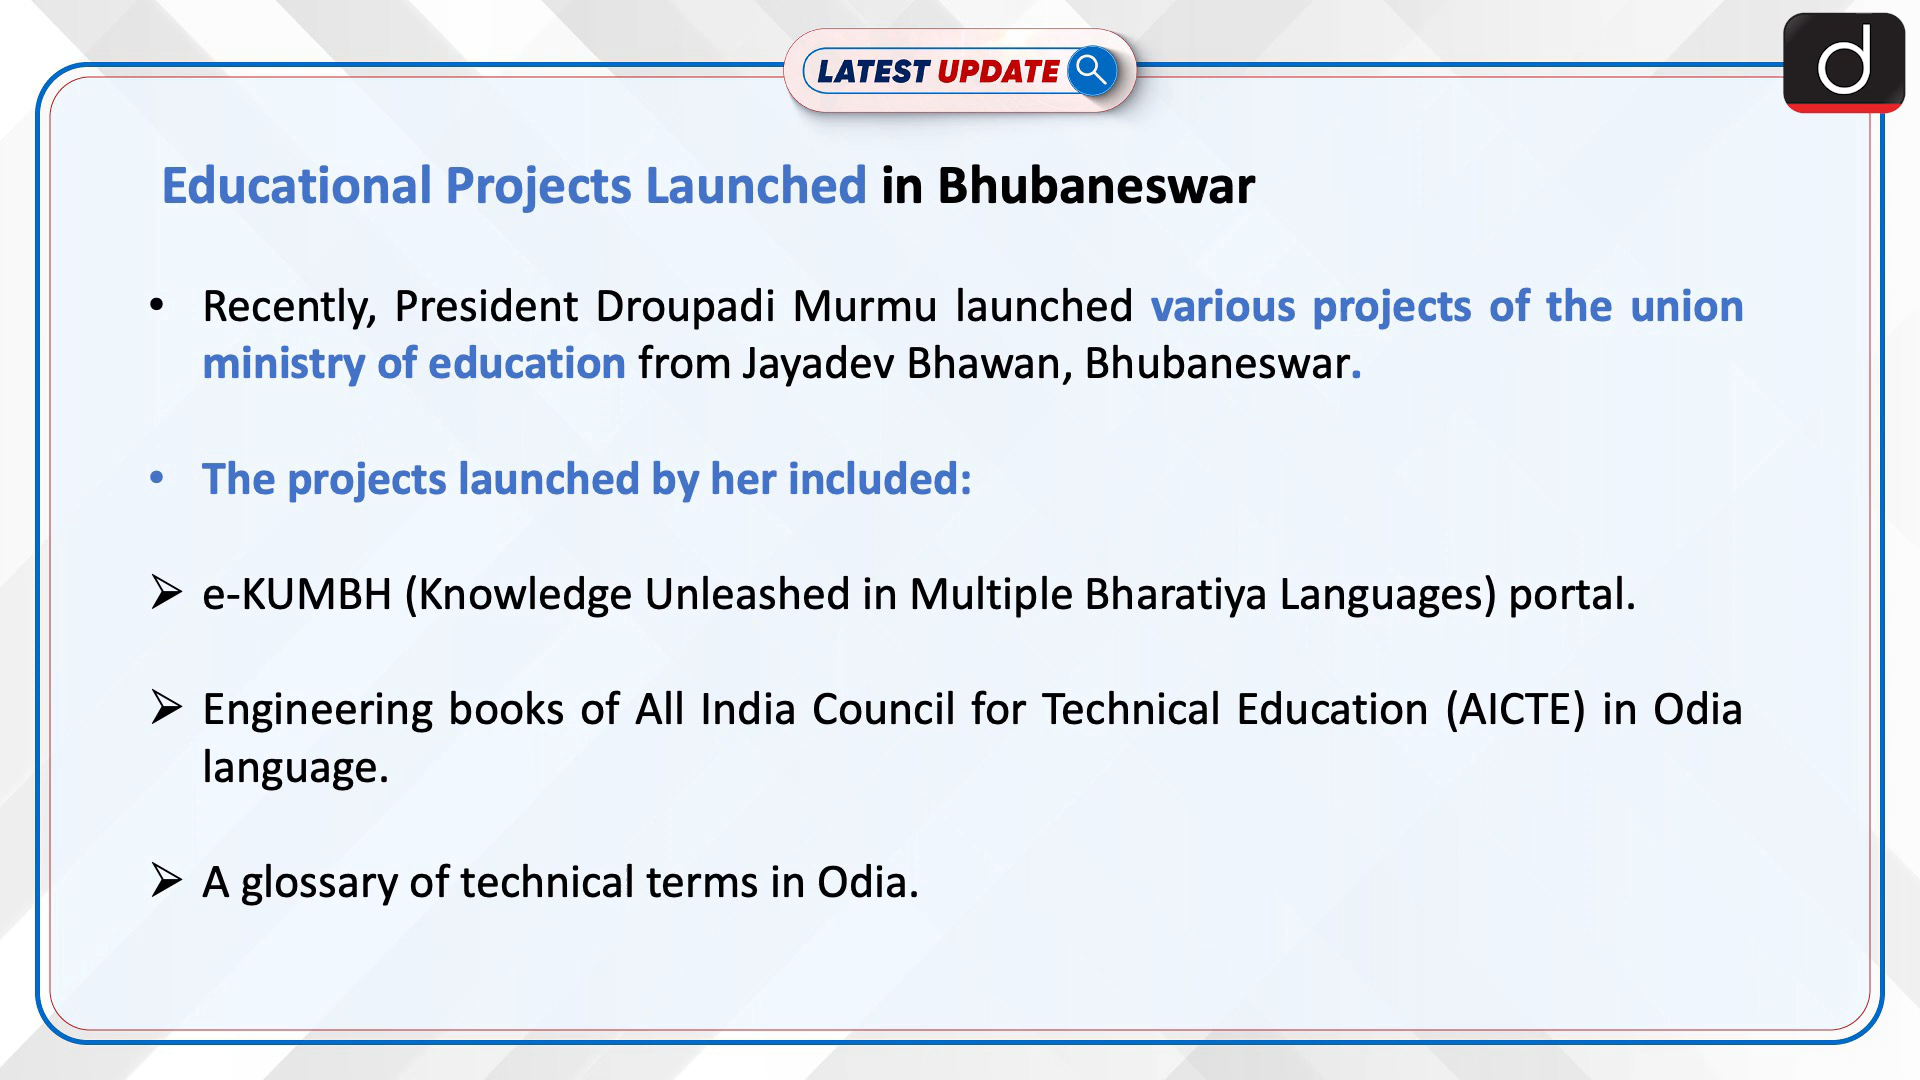 LATEST UPDATE
d
Educational Projects Launched in Bhubaneswar
• Recently, President Droupadi Murmu launched various projects of the union
ministry of education from Jayadev Bhawan, Bhubaneswar.
• The projects launched by her included:
➢ e-KUMBH (Knowledge Unleashed in Multiple Bharatiya Languages) portal.
➢ Engineering books of All India Council for Technical Education (AICTE) in Odia
language.
➢ A glossary of technical terms in Odia.